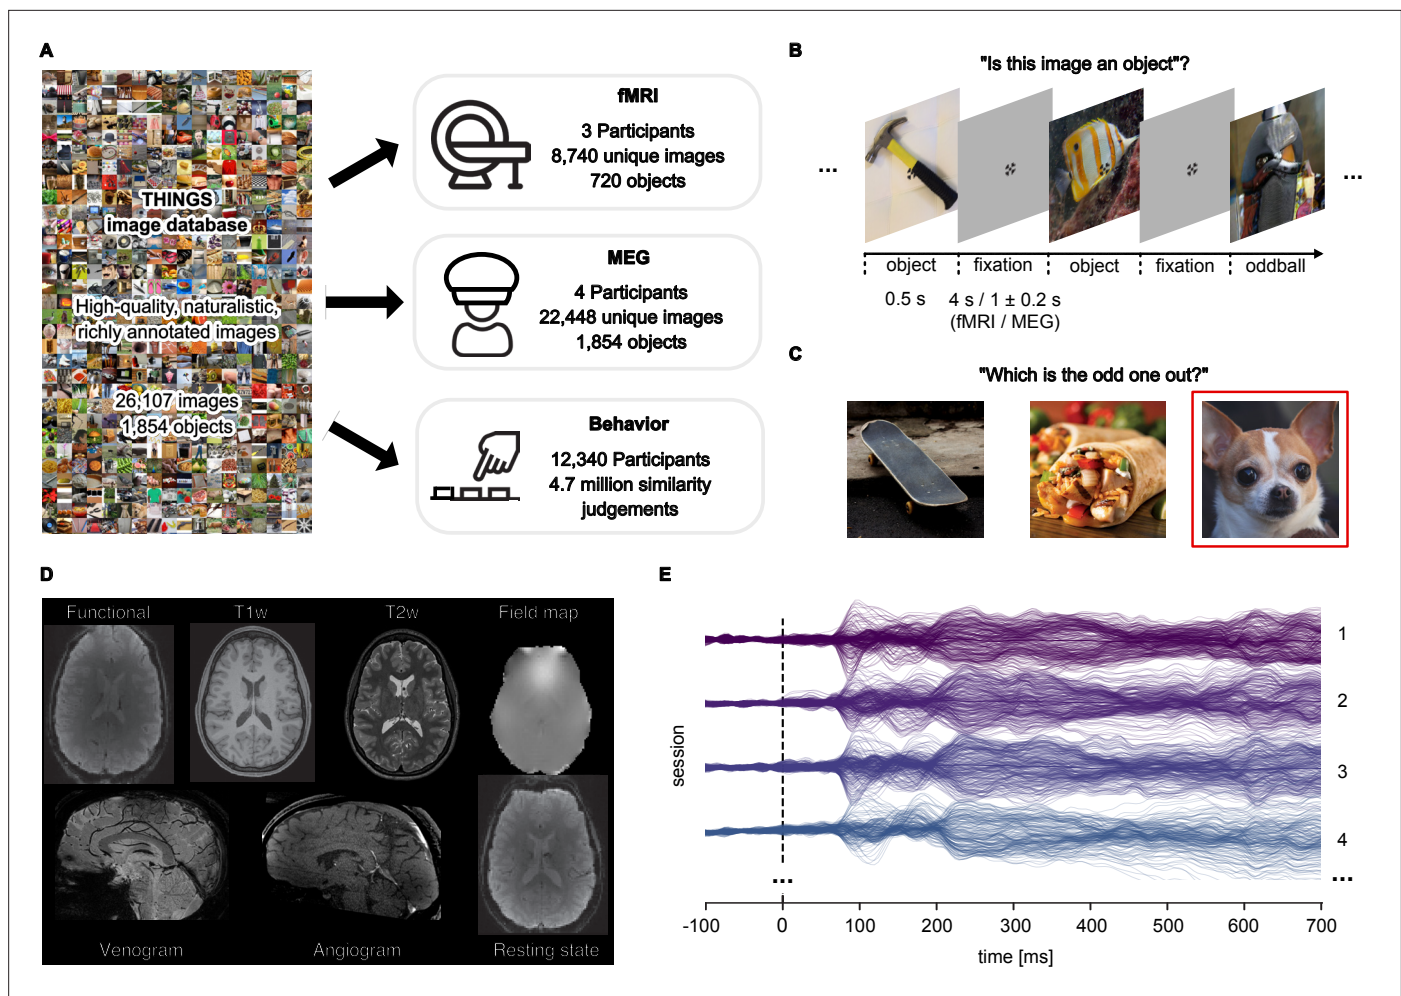 A
THINGS
image database
High-quality, naturalistic,
richly annotated images
26,107 images
1,854 objects
fMRI
3 Participants
8,740 unique images
720 objects
MEG
4 Participants
22,448 unique images
1,854 objects
Behavior
12,340 Participants
4.7 million similarity
judgements
B
"Is this image an object"?
... ...
object fixation object fixation oddball
0.5 s 4 s / 1 ± 0.2 s
(fMRI / MEG)
C
"Which is the odd one out?"
D
Functional T1w T2w Field map
Venogram Angiogram Resting state
E
session
1
2
3
4
... ...
-100 0 100 200 300 400 500 600 700
time [ms]